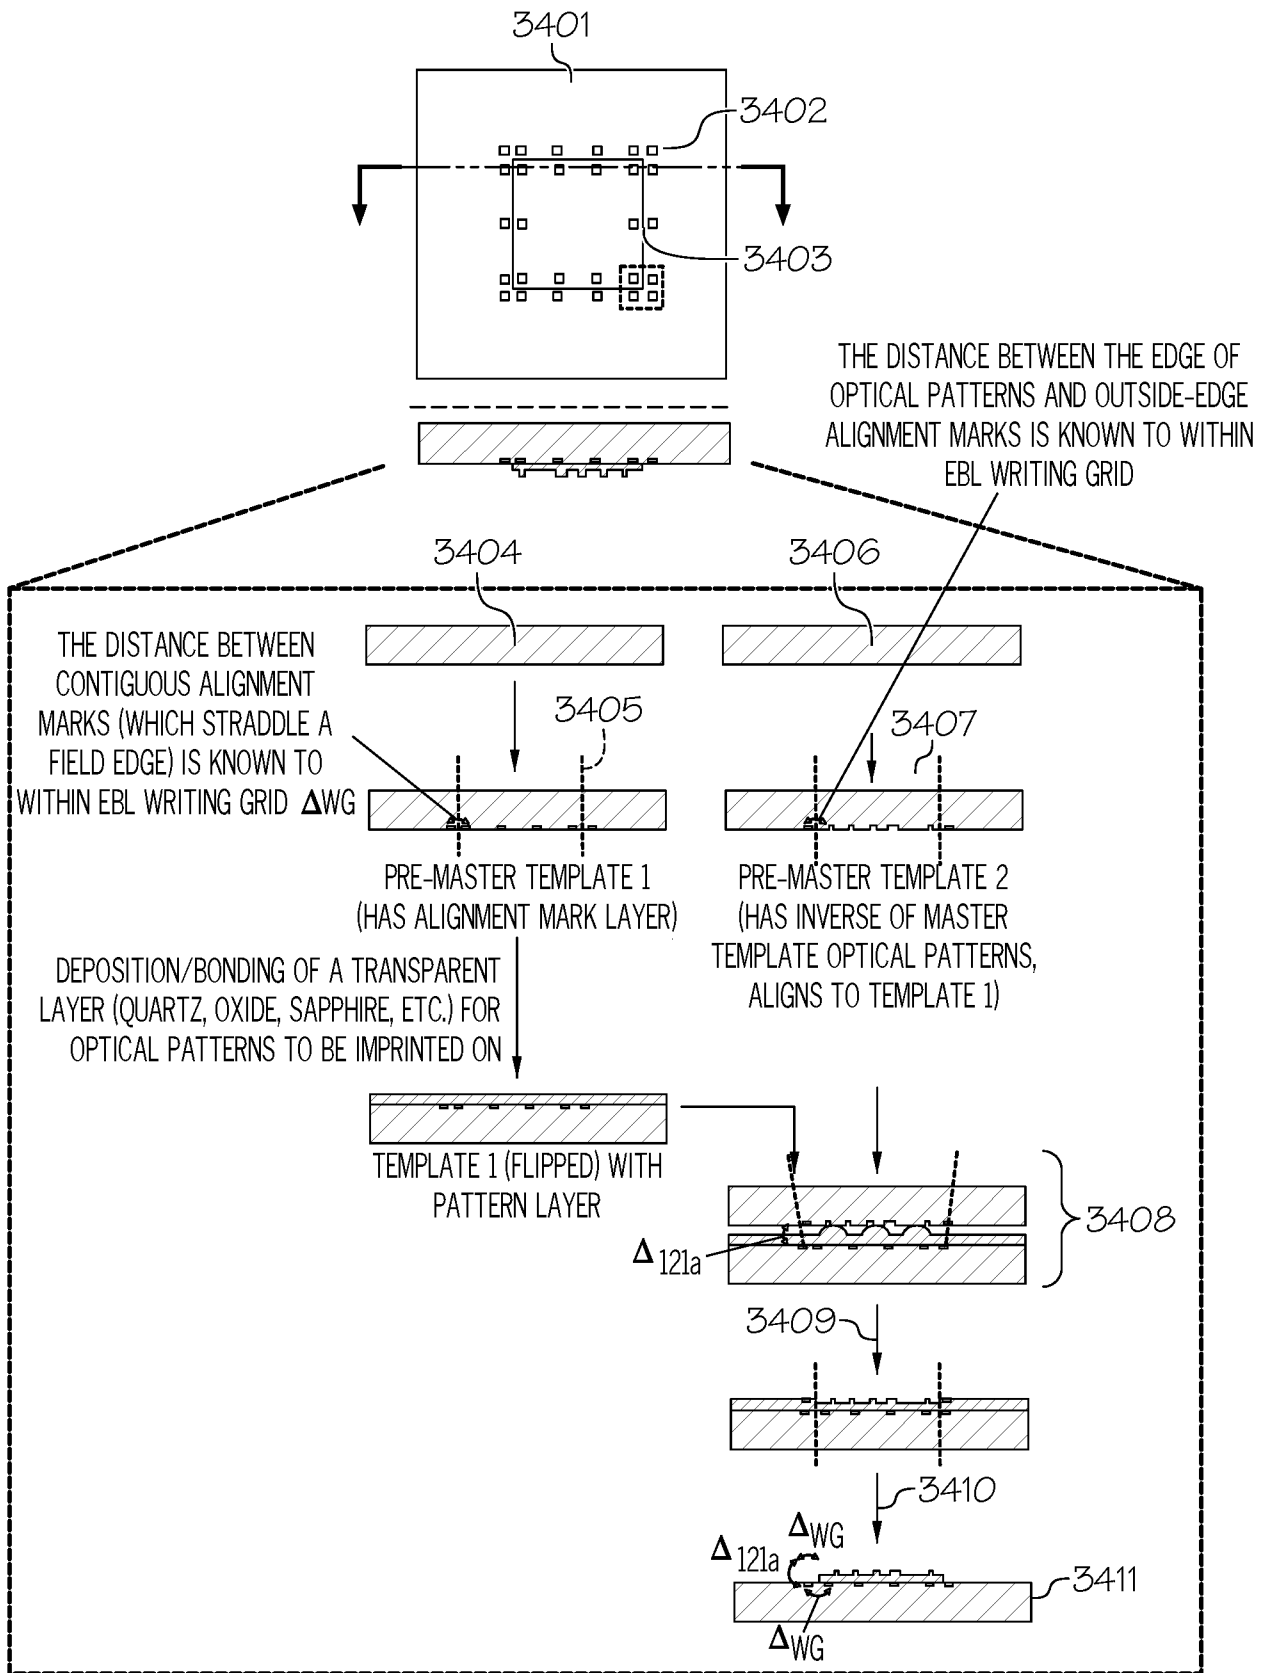 3401
3402
3403
THE DISTANCE BETWEEN THE EDGE OF
OPTICAL PATTERNS AND OUTSIDE-EDGE
ALIGNMENT MARKS IS KNOWN TO WITHIN
EBL WRITING GRID
3404
3406
THE DISTANCE BETWEEN
CONTIGUOUS ALIGNMENT
MARKS (WHICH STRADDLE A
FIELD EDGE) IS KNOWN TO
WITHIN EBL WRITING GRID ΔWG
3405
3407
PRE-MASTER TEMPLATE 1
(HAS ALIGNMENT MARK LAYER)
PRE-MASTER TEMPLATE 2
(HAS INVERSE OF MASTER
TEMPLATE OPTICAL PATTERNS,
ALIGNS TO TEMPLATE 1)
DEPOSITION/BONDING OF A TRANSPARENT
LAYER (QUARTZ, OXIDE, SAPPHIRE, ETC.) FOR
OPTICAL PATTERNS TO BE IMPRINTED ON
TEMPLATE 1 (FLIPPED) WITH
PATTERN LAYER
3408
Δ121a
3409
3410
ΔWG
Δ121a
3411
ΔWG